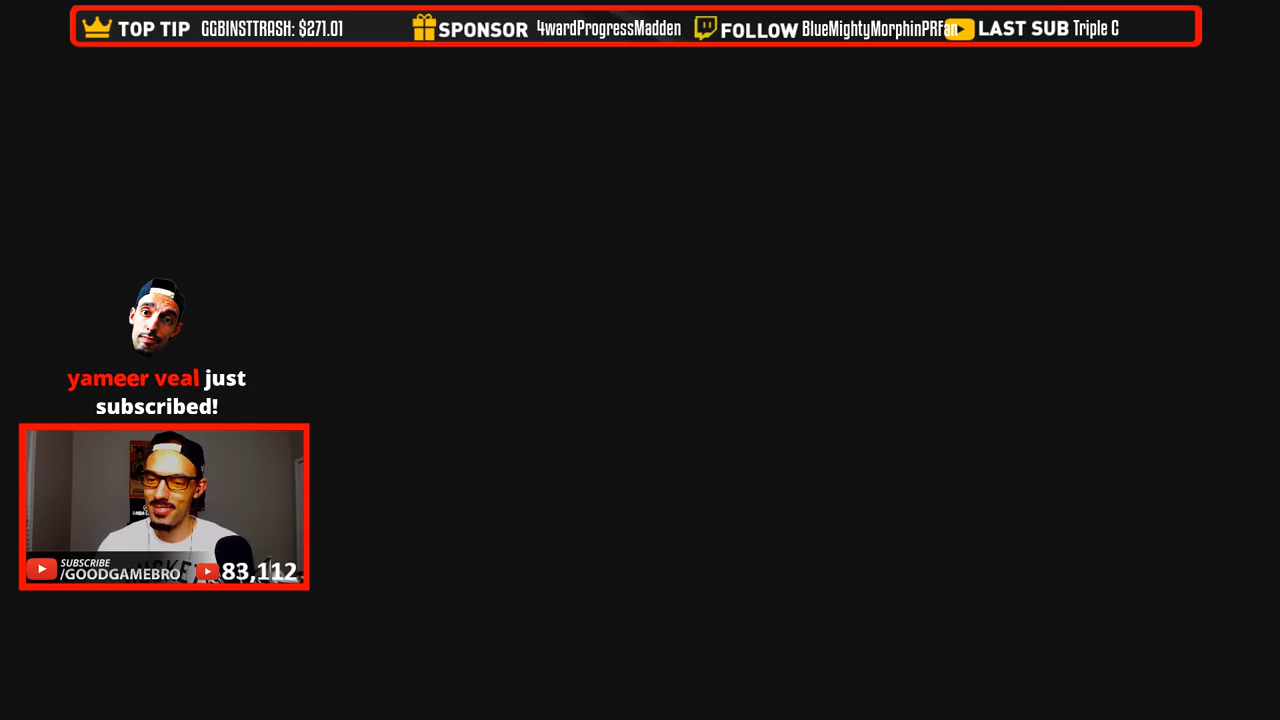 TOP TIP GGBINSTTRASH: $271.01 SPONSOR 4wardProgressMadden FOLLOW BlueMightyMorphinPRFan LAST SUB Triple C
yameer veal just
subscribed!
SUBSCRIBE
/GOODGAMEBRO 83,112